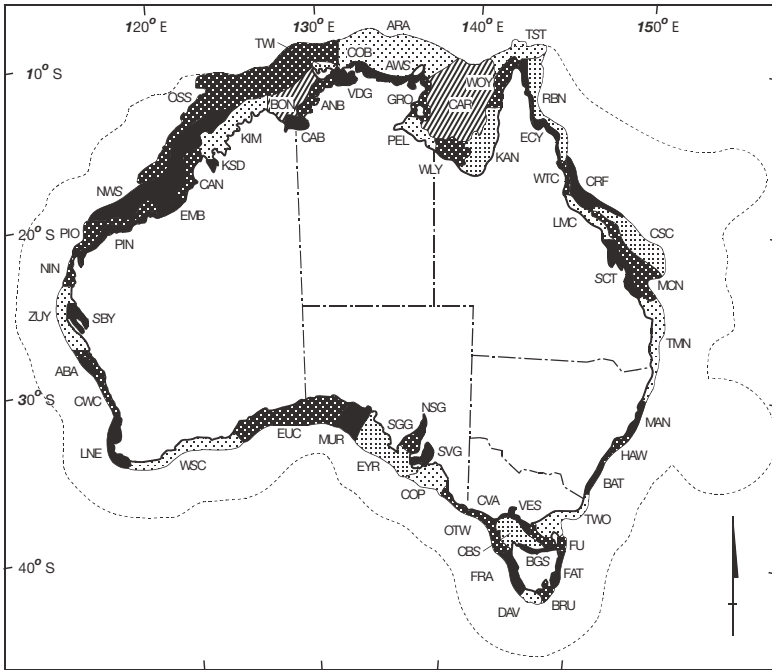 120° E
130° E
140° E
150° E
ARA
TST
TWI
COB
AWS
10° S
OSS
BON
ANB
VDG
GRO
CAR
WOY
RBN
KIM
CAB
PEL
ECY
KSD
WLY
KAN
WTC
CRF
NWS
CAN
EMB
LMC
PIO
PIN
CSC
20° S
SCT
NIN
MCN
ZUY
SBY
TMN
ABA
CWC
30° S
NSG
SGG
MAN
EUC
MUR
LNE
SVG
HAW
WSC
EYR
BAT
COP
CVA
VES
TWO
OTW
FU
CBS
BGS
40° S
FRA
FAT
DAV
BRU